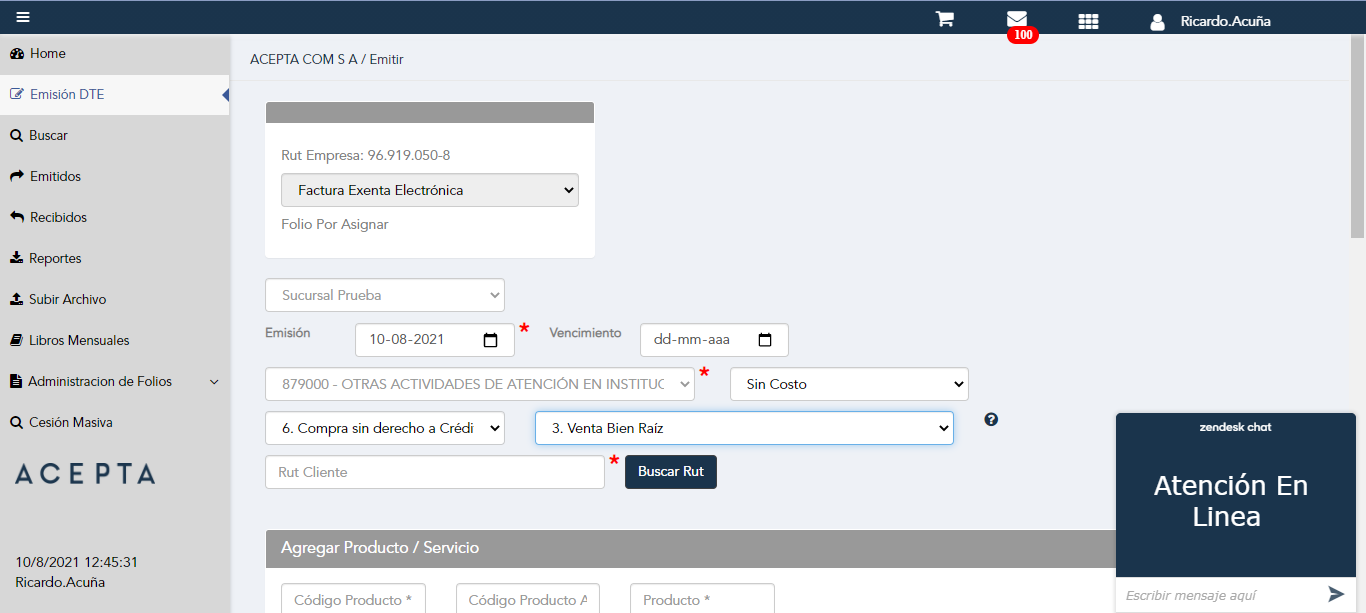 Ricardo.Acuña
100
Home
Emisión DTE
Buscar
Emitidos
Recibidos
Reportes
Subir Archivo
Libros Mensuales
Administracion de Folios
Cesión Masiva
ACEPTA
10/8/2021 12:45:31
Ricardo.Acuña
ACEPTA COM S A / Emitir
Rut Empresa: 96.919.050-8
Factura Exenta Electrónica
Folio Por Asignar
Sucursal Prueba
Emisión 10-08-2021 * Vencimiento dd-mm-aaa
879000 - OTRAS ACTIVIDADES DE ATENCIÓN EN INSTITUC * Sin Costo
6. Compra sin derecho a Crédi 3. Venta Bien Raíz ?
Rut Cliente * Buscar Rut
Agregar Producto / Servicio
Código Producto * Código Producto A Producto *
zendesk chat
Atención En
Linea
Escribir mensaje aquí